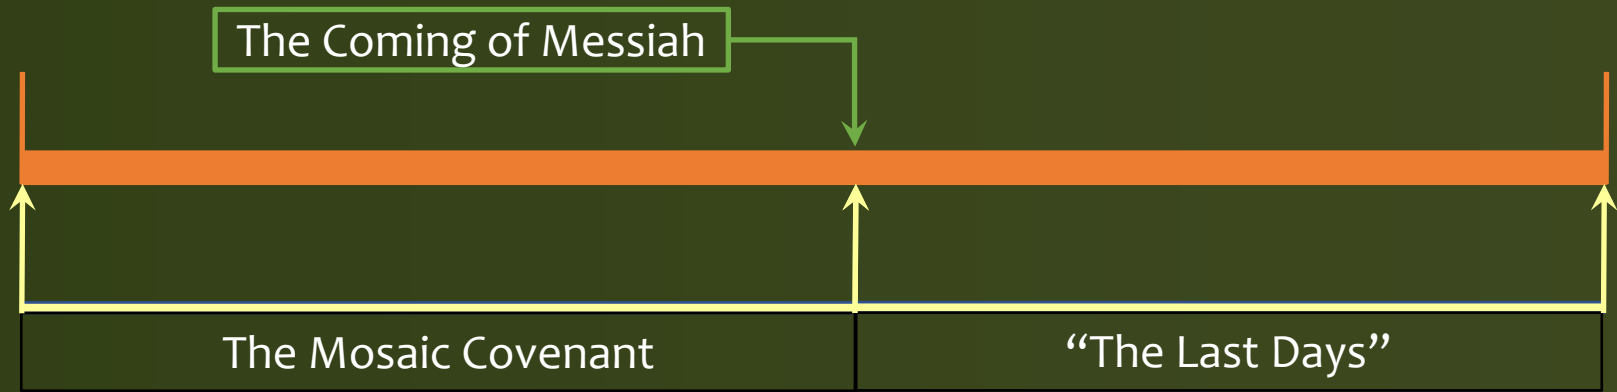 The Coming of Messiah
The Mosaic Covenant
“The Last Days”